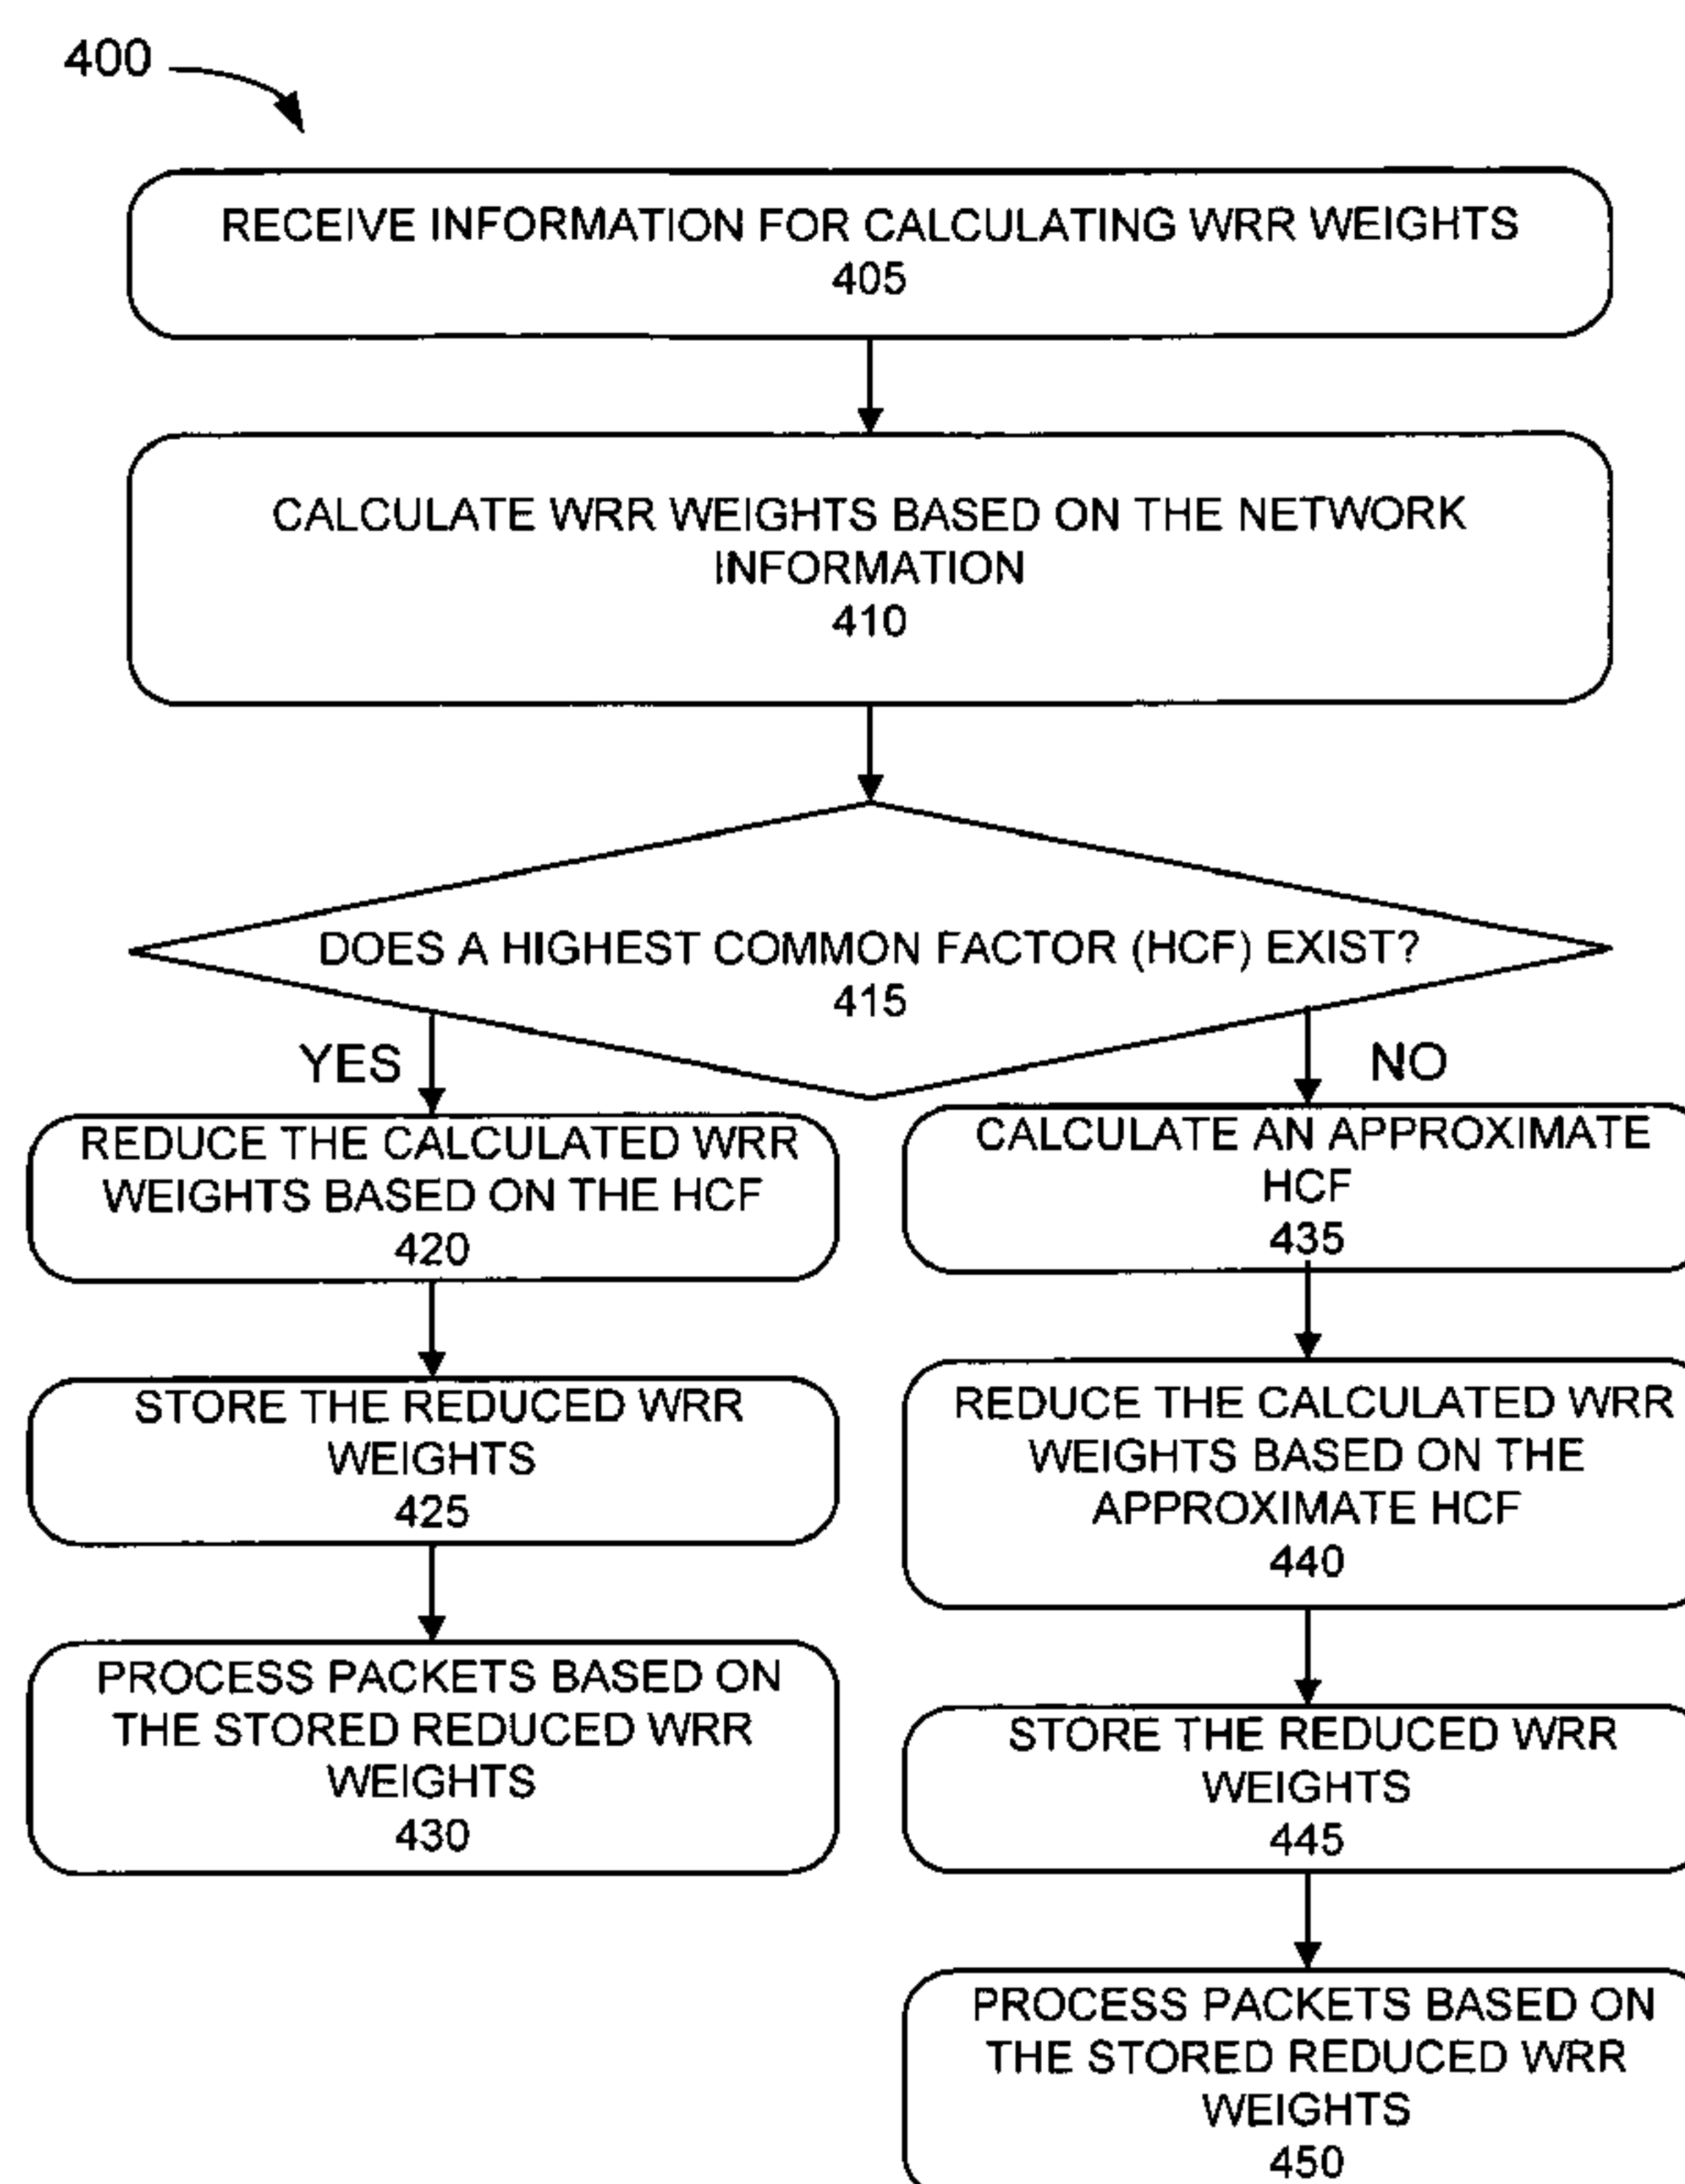 400
RECEIVE INFORMATION FOR CALCULATING WRR WEIGHTS
405
CALCULATE WRR WEIGHTS BASED ON THE NETWORK
INFORMATION
410
DOES A HIGHEST COMMON FACTOR (HCF) EXIST?
415
YES
NO
REDUCE THE CALCULATED WRR
WEIGHTS BASED ON THE HCF
420
STORE THE REDUCED WRR
WEIGHTS
425
PROCESS PACKETS BASED ON
THE STORED REDUCED WRR
WEIGHTS
430
CALCULATE AN APPROXIMATE
HCF
435
REDUCE THE CALCULATED WRR
WEIGHTS BASED ON THE
APPROXIMATE HCF
440
STORE THE REDUCED WRR
WEIGHTS
445
PROCESS PACKETS BASED ON
THE STORED REDUCED WRR
WEIGHTS
450